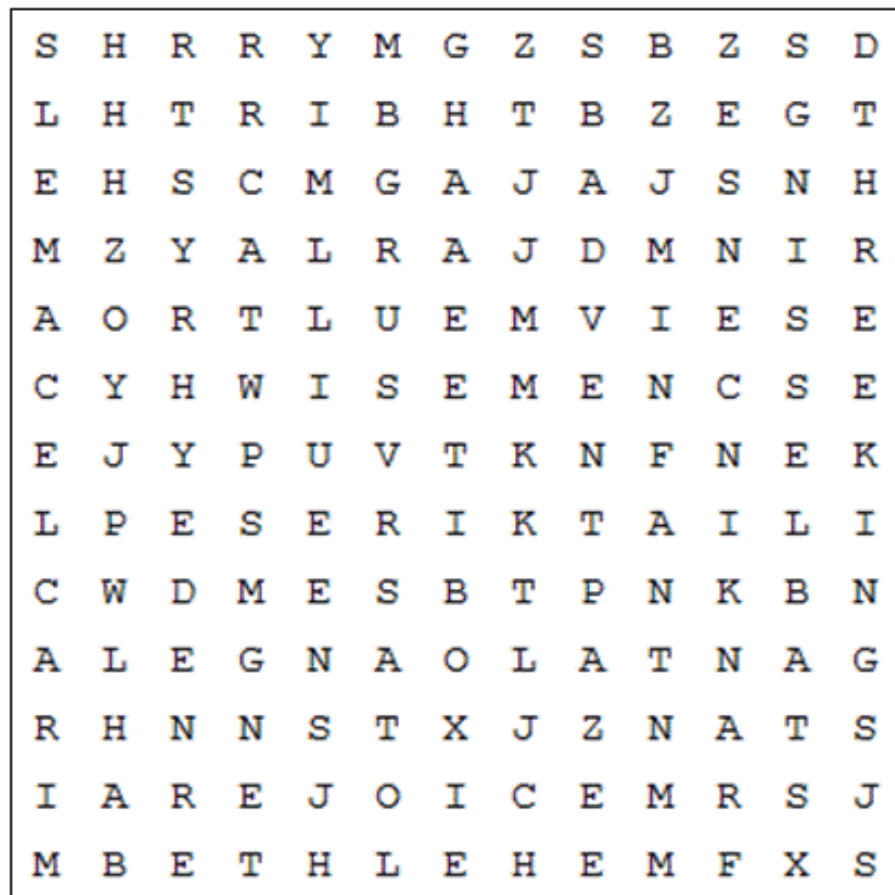 S H R R Y M G Z S B Z S D
L H T R I B H T B Z E G T
E H S C M G A J A J S N H
M Z Y A L R A J D M N I R
A O R T L U E M V I E S E
C Y H W I S E M E N C S E
E J Y P U V T K N F N E K
L P E S E R I K T A I L I
C W D M E S B T P N K B N
A L E G N A O L A T N A G
R H N N S T X J Z N A T S
I A R E J O I C E M R S J
M B E T H L E H E M F X S